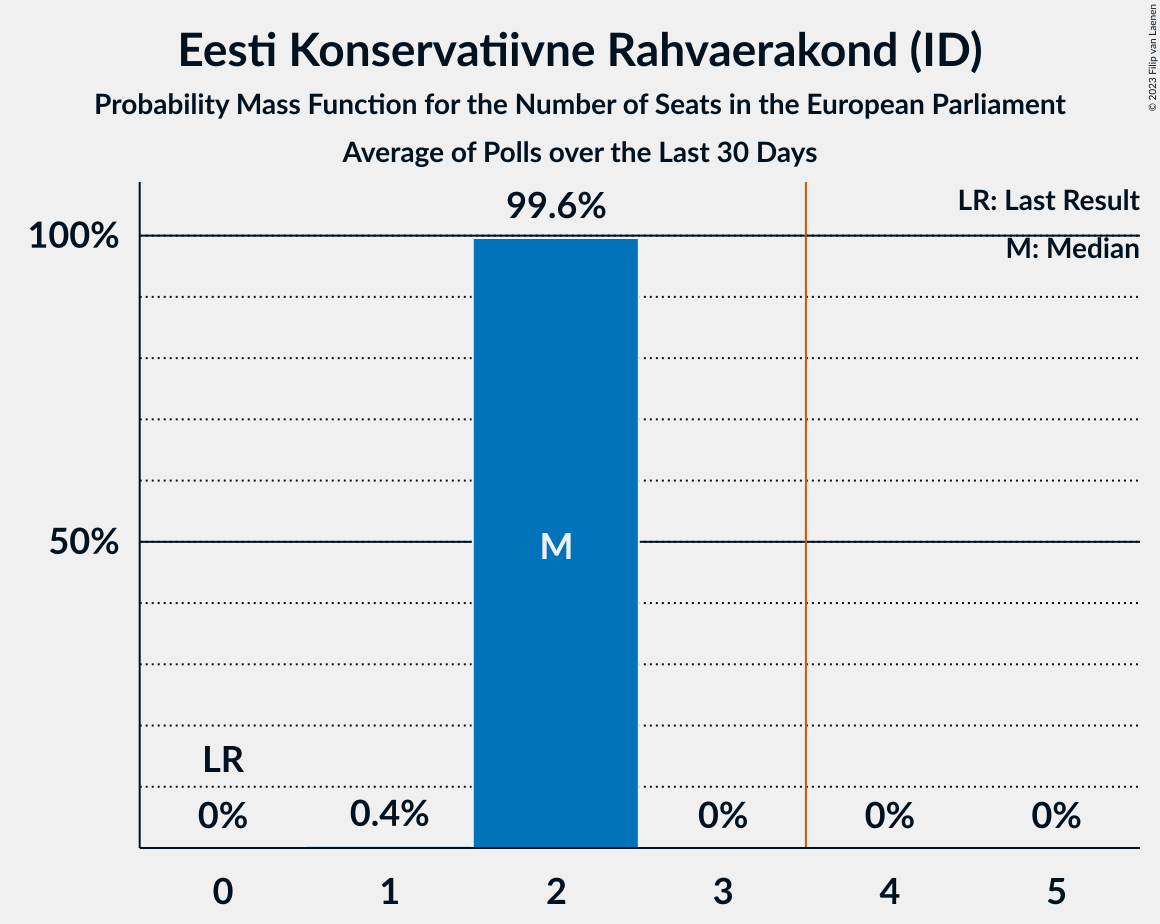 Eesti Konservatiivne Rahvaerakond (ID)
Probability Mass Function for the Number of Seats in the European Parliament
Average of Polls over the Last 30 Days
© 2023 Filip van Laenen
LR: Last Result
M: Median
99.6%
100%
50%
M
LR
0%
0.4%
0%
0%
0%
0
1
2
3
4
5